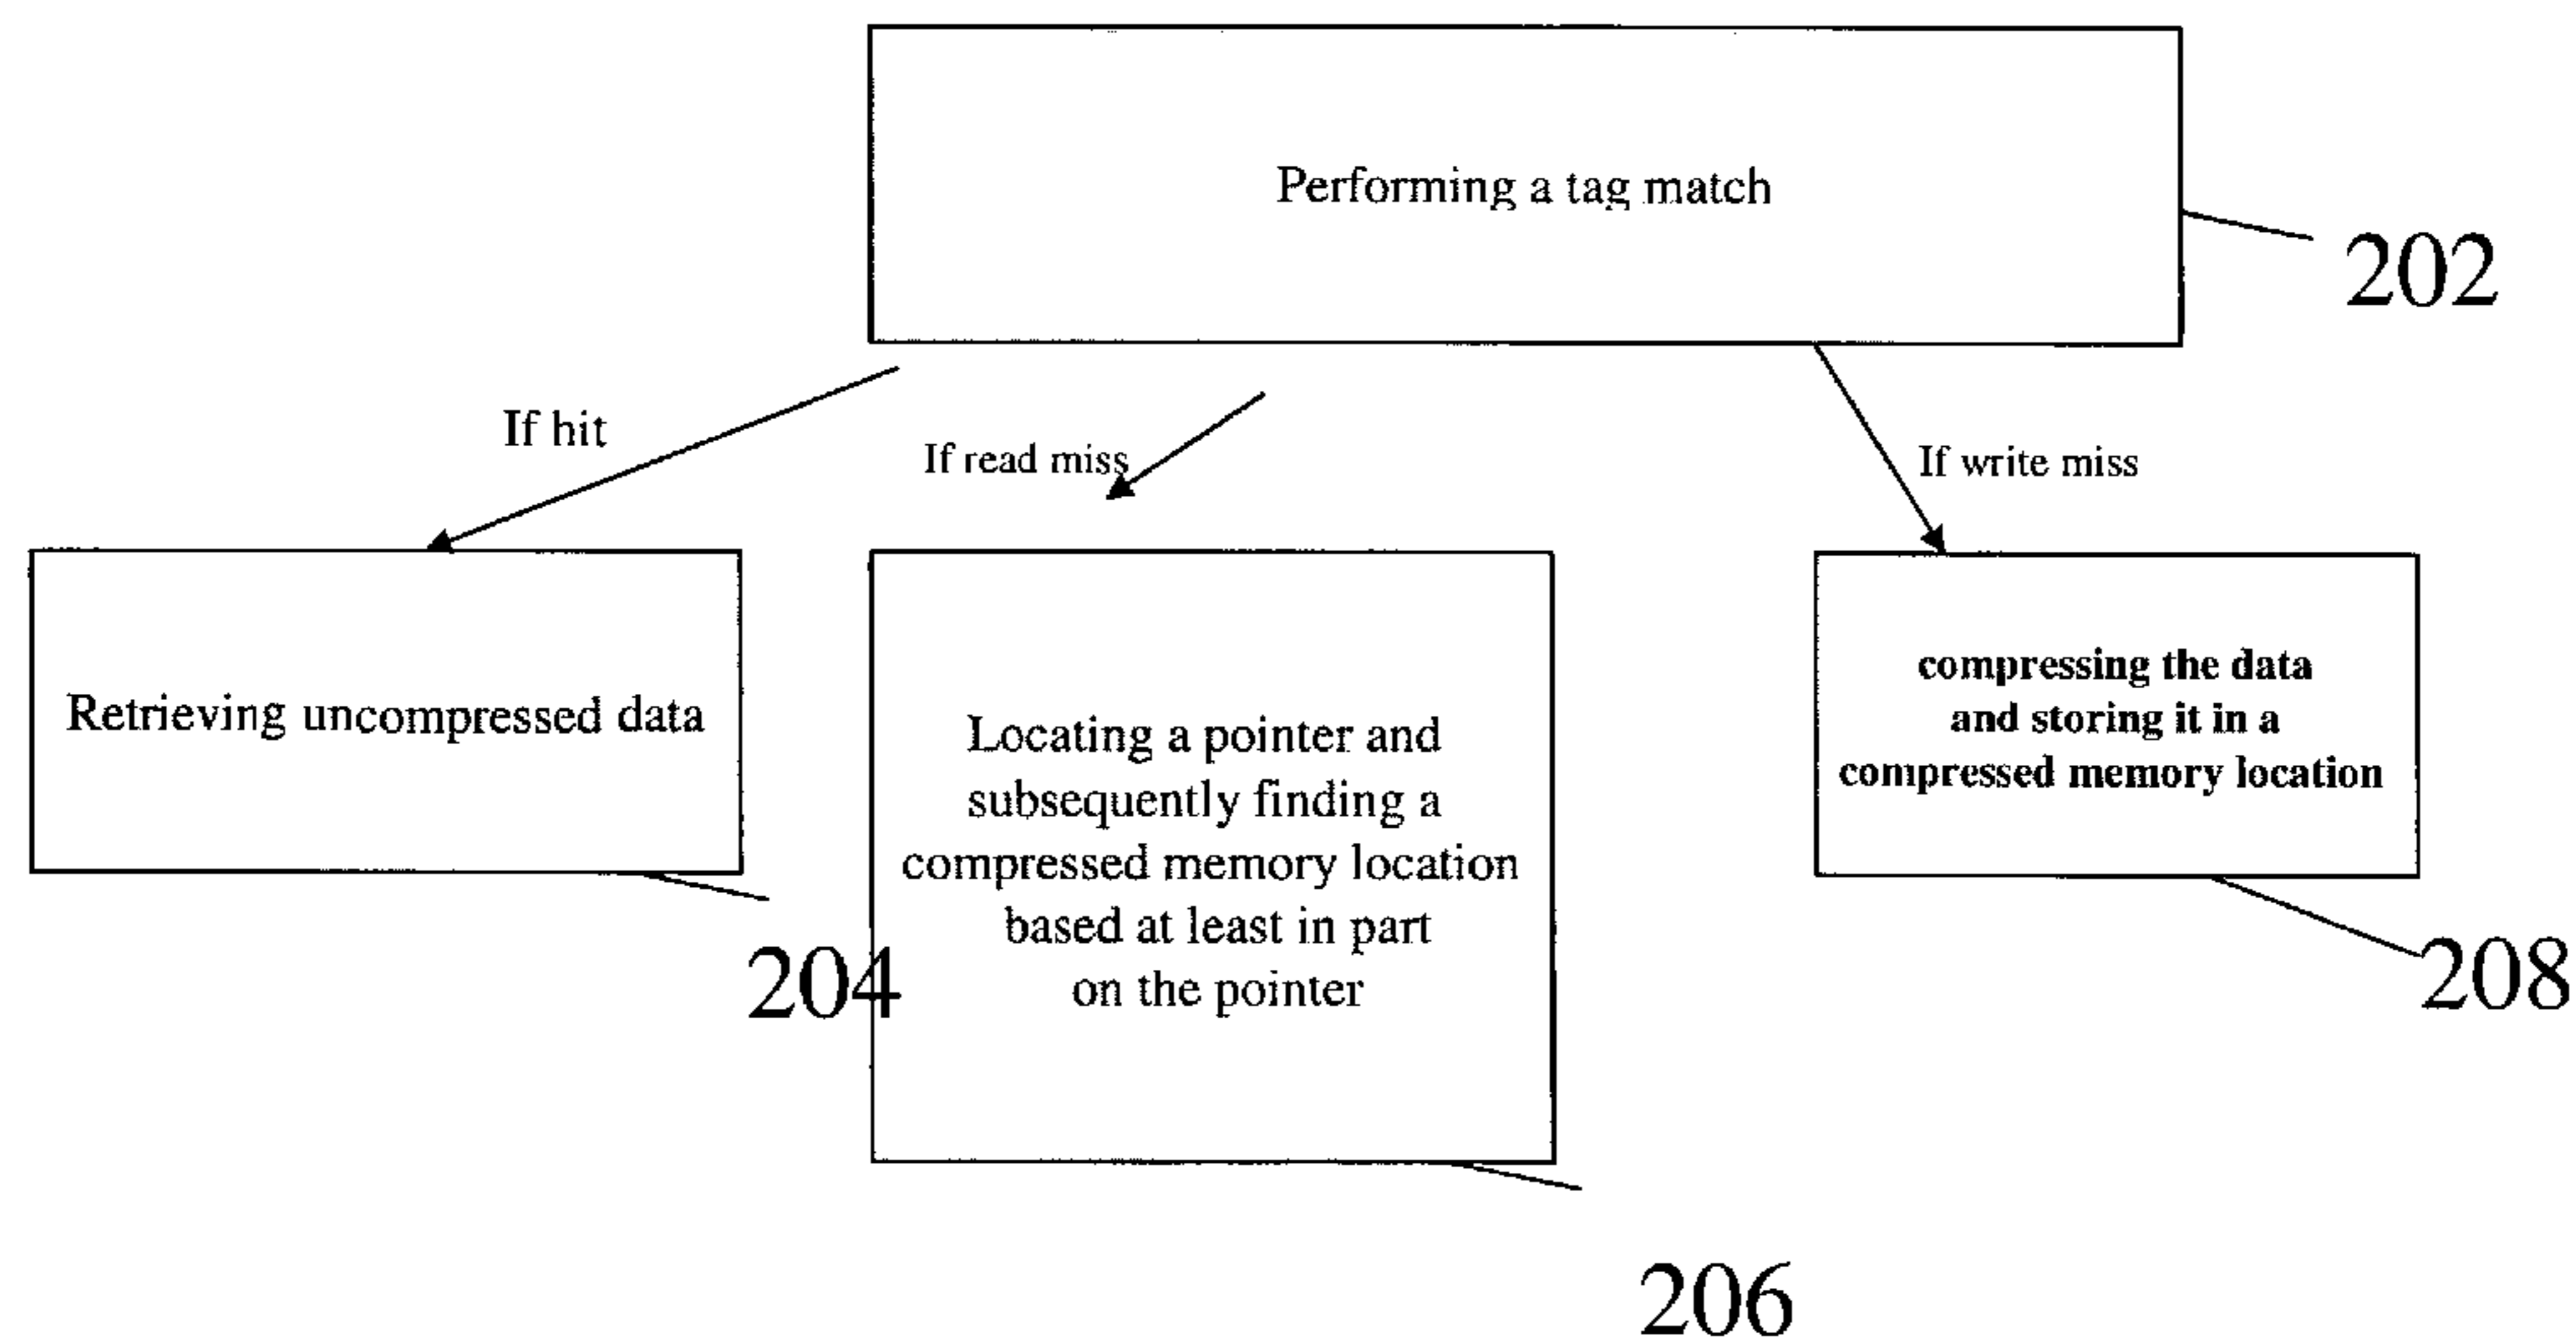 Performing a tag match
202
If hit
If read miss
If write miss
Retrieving uncompressed data
204
Locating a pointer and
subsequently finding a
compressed memory location
based at least in part
on the pointer
206
compressing the data
and storing it in a
compressed memory location
208